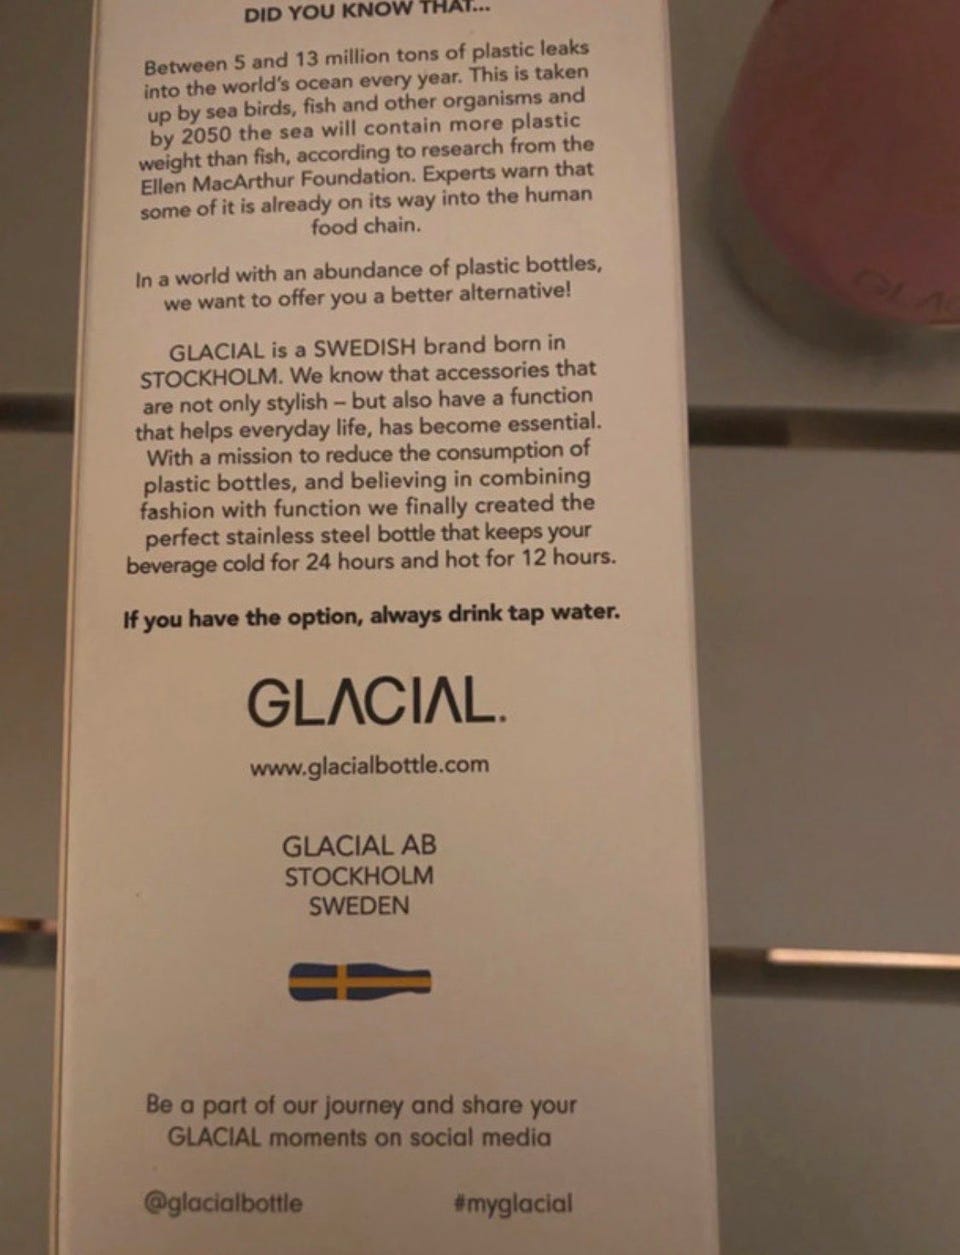 DID YOU KNOW THAT...
Between 5 and 13 million tons of plastic leaks
into the world's ocean every year. This is taken
up by sea birds, fish and other organisms and
by 2050 the sea will contain more plastic
weight than fish, according to research from the
Ellen MacArthur Foundation. Experts warn that
some of it is already on its way into the human
food chain.
In a world with an abundance of plastic bottles,
we want to offer you a better alternative!
GLACIAL is a SWEDISH brand born in
STOCKHOLM. We know that accessories that
are not only stylish – but also have a function
that helps everyday life, has become essential.
With a mission to reduce the consumption of
plastic bottles, and believing in combining
fashion with function we finally created the
perfect stainless steel bottle that keeps your
beverage cold for 24 hours and hot for 12 hours.
If you have the option, always drink tap water.
GLACIAL.
www.glacialbottle.com
GLACIAL AB
STOCKHOLM
SWEDEN
Be a part of our journey and share your
GLACIAL moments on social media
@glacialbottle #myglacial